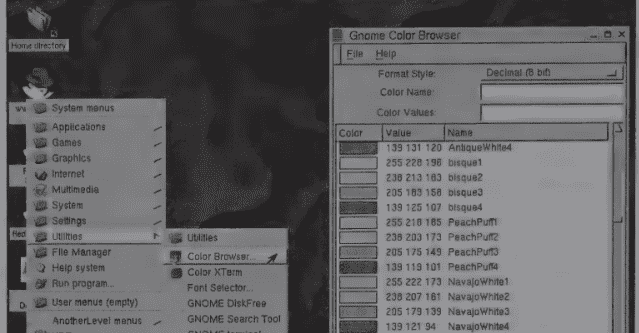 Home directory
System menus
Applications
Games
Graphics
Internet
Multimedia
System
Settings
Utilities
File Manager
Help system
Run program...
User menus (empty)
AnotherLevel menus
Utilities
Color Browser...
Color XTerm
Font Selector...
GNOME DiskFree
GNOME Search Tool
Gnome Color Browser
File Help
Format Style: Decimal (8 bit)
Color Name:
Color Values:
Color Value Name
139 131 120 AntiqueWhite4
255 228 196 bisque1
238 213 183 bisque2
205 183 158 bisque3
139 125 107 bisque4
255 218 185 PeachPuff1
238 203 173 PeachPuff2
205 175 149 PeachPuff3
139 119 101 PeachPuff4
255 222 173 NavajoWhite1
238 207 161 NavajoWhite2
205 179 139 NavajoWhite3
139 121 94 NavajoWhite4